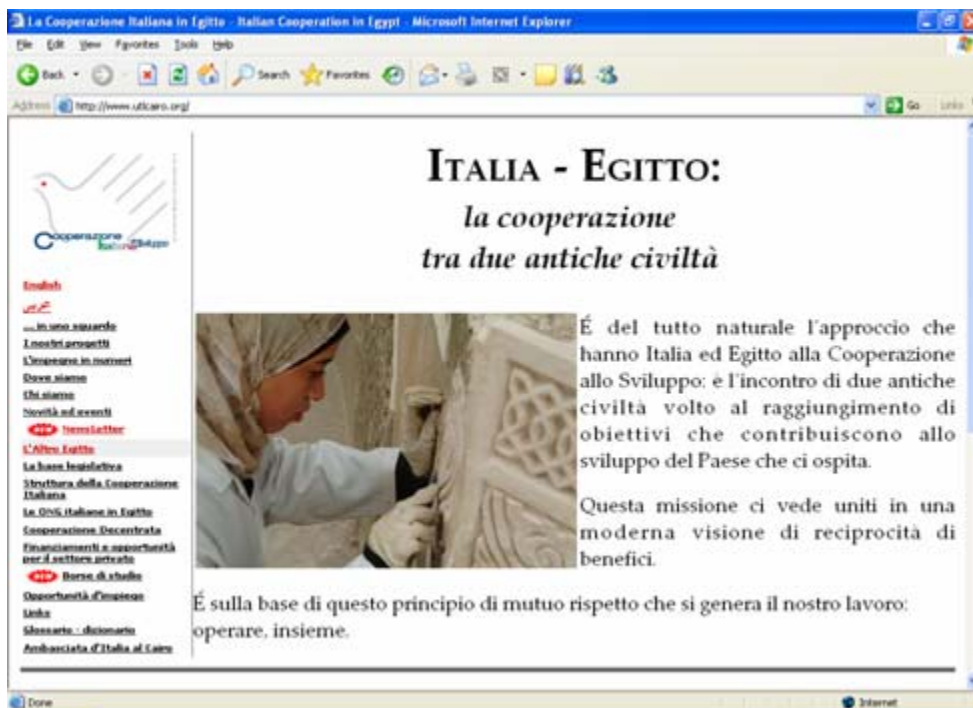 La Cooperazione Italiana in Egitto - Italian Cooperation in Egypt - Microsoft Internet Explorer
File Edit View Favorites Tools Help
Back Search Favorites
Address http://www.utlcairo.org/ Go Links
Cooperazione Italiana Sviluppo
ITALIA - EGITTO:
la cooperazione
tra due antiche civiltà
English
عربي
... in uno sguardo
I nostri progetti
L'impegno in numeri
Dove siamo
Chi siamo
Novità ed eventi
NewsLetter
L'Altro Egitto
La base legislativa
Struttura della Cooperazione
Italiana
Le ONG italiane in Egitto
Cooperazione Decentrata
Finanziamenti e opportunità
per il settore privato
Borse di studio
Opportunità d'impiego
Links
Glossario - dizionario
Ambasciata d'Italia al Cairo
É del tutto naturale l'approccio che
hanno Italia ed Egitto alla Cooperazione
allo Sviluppo: è l'incontro di due antiche
civiltà volto al raggiungimento di
obiettivi che contribuiscono allo
sviluppo del Paese che ci ospita.
Questa missione ci vede uniti in una
moderna visione di reciprocità di
benefici.
É sulla base di questo principio di mutuo rispetto che si genera il nostro lavoro:
operare, insieme.
Done Internet